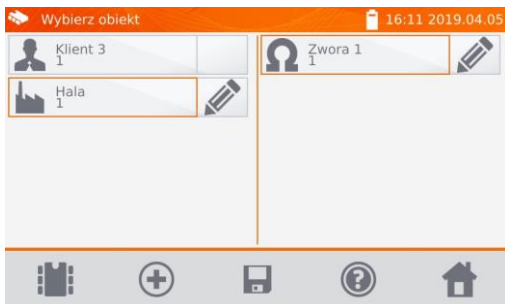 Wybierz obiekt
16:11 2019.04.05
Klient 3
1
Hala
1
Zwora 1
1